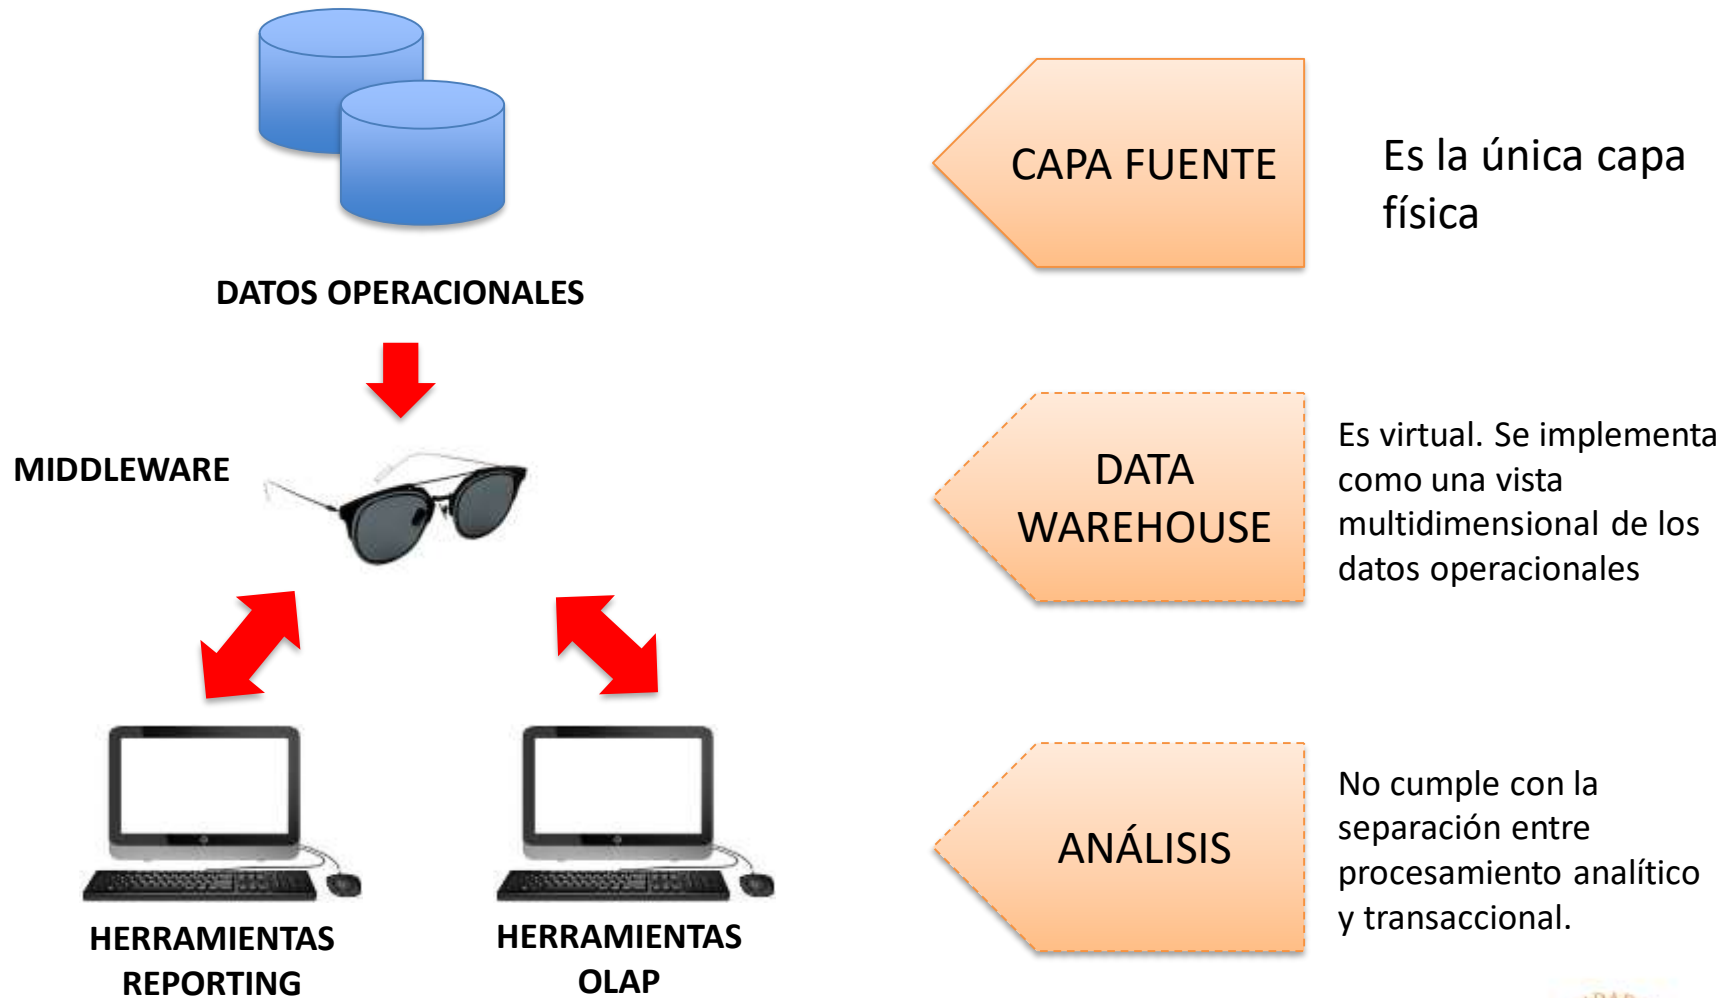 DATOS OPERACIONALES
MIDDLEWARE
HERRAMIENTAS
REPORTING
HERRAMIENTAS
OLAP
CAPA FUENTE
Es la única capa
física
DATA
WAREHOUSE
Es virtual. Se implementa
como una vista
multidimensional de los
datos operacionales
ANÁLISIS
No cumple con la
separación entre
procesamiento analítico
y transaccional.